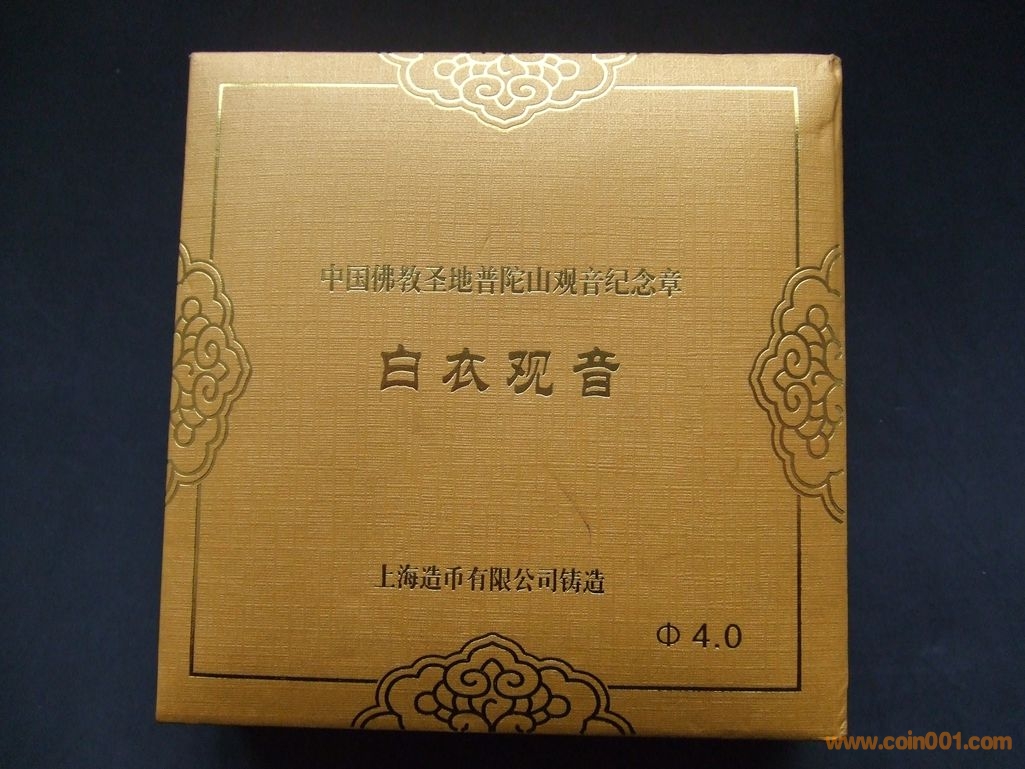 中国佛教圣地普陀山观音纪念章
白衣观音
上海造币有限公司铸造
Φ 4.0
www.coin001.com